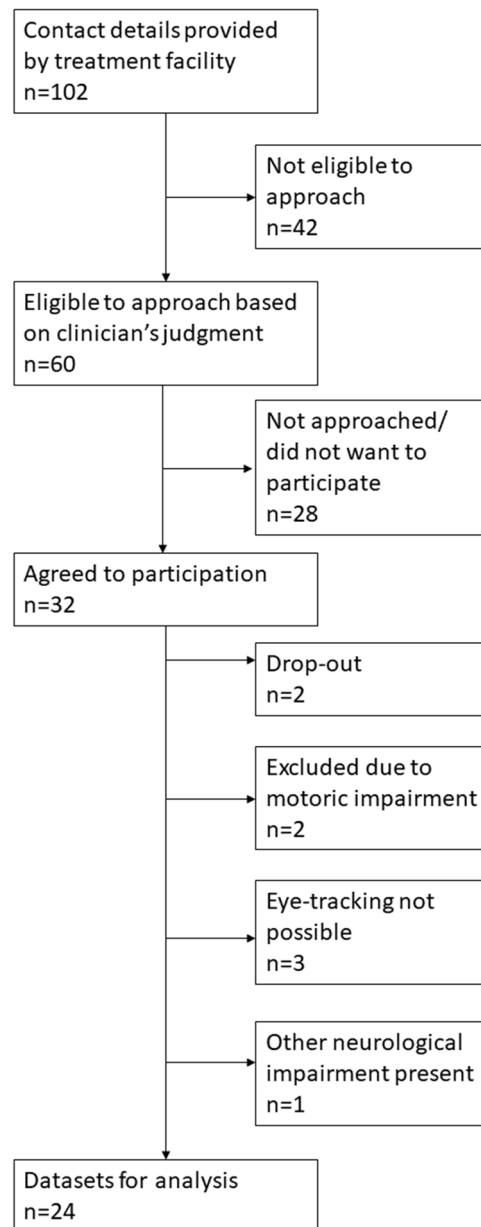 Contact details provided
by treatment facility
n=102
Not eligible to
approach
n=42
Eligible to approach based
on clinician's judgment
n=60
Not approached/
did not want to
participate
n=28
Agreed to participation
n=32
Drop-out
n=2
Excluded due to
motoric impairment
n=2
Eye-tracking not
possible
n=3
Other neurological
impairment present
n=1
Datasets for analysis
n=24